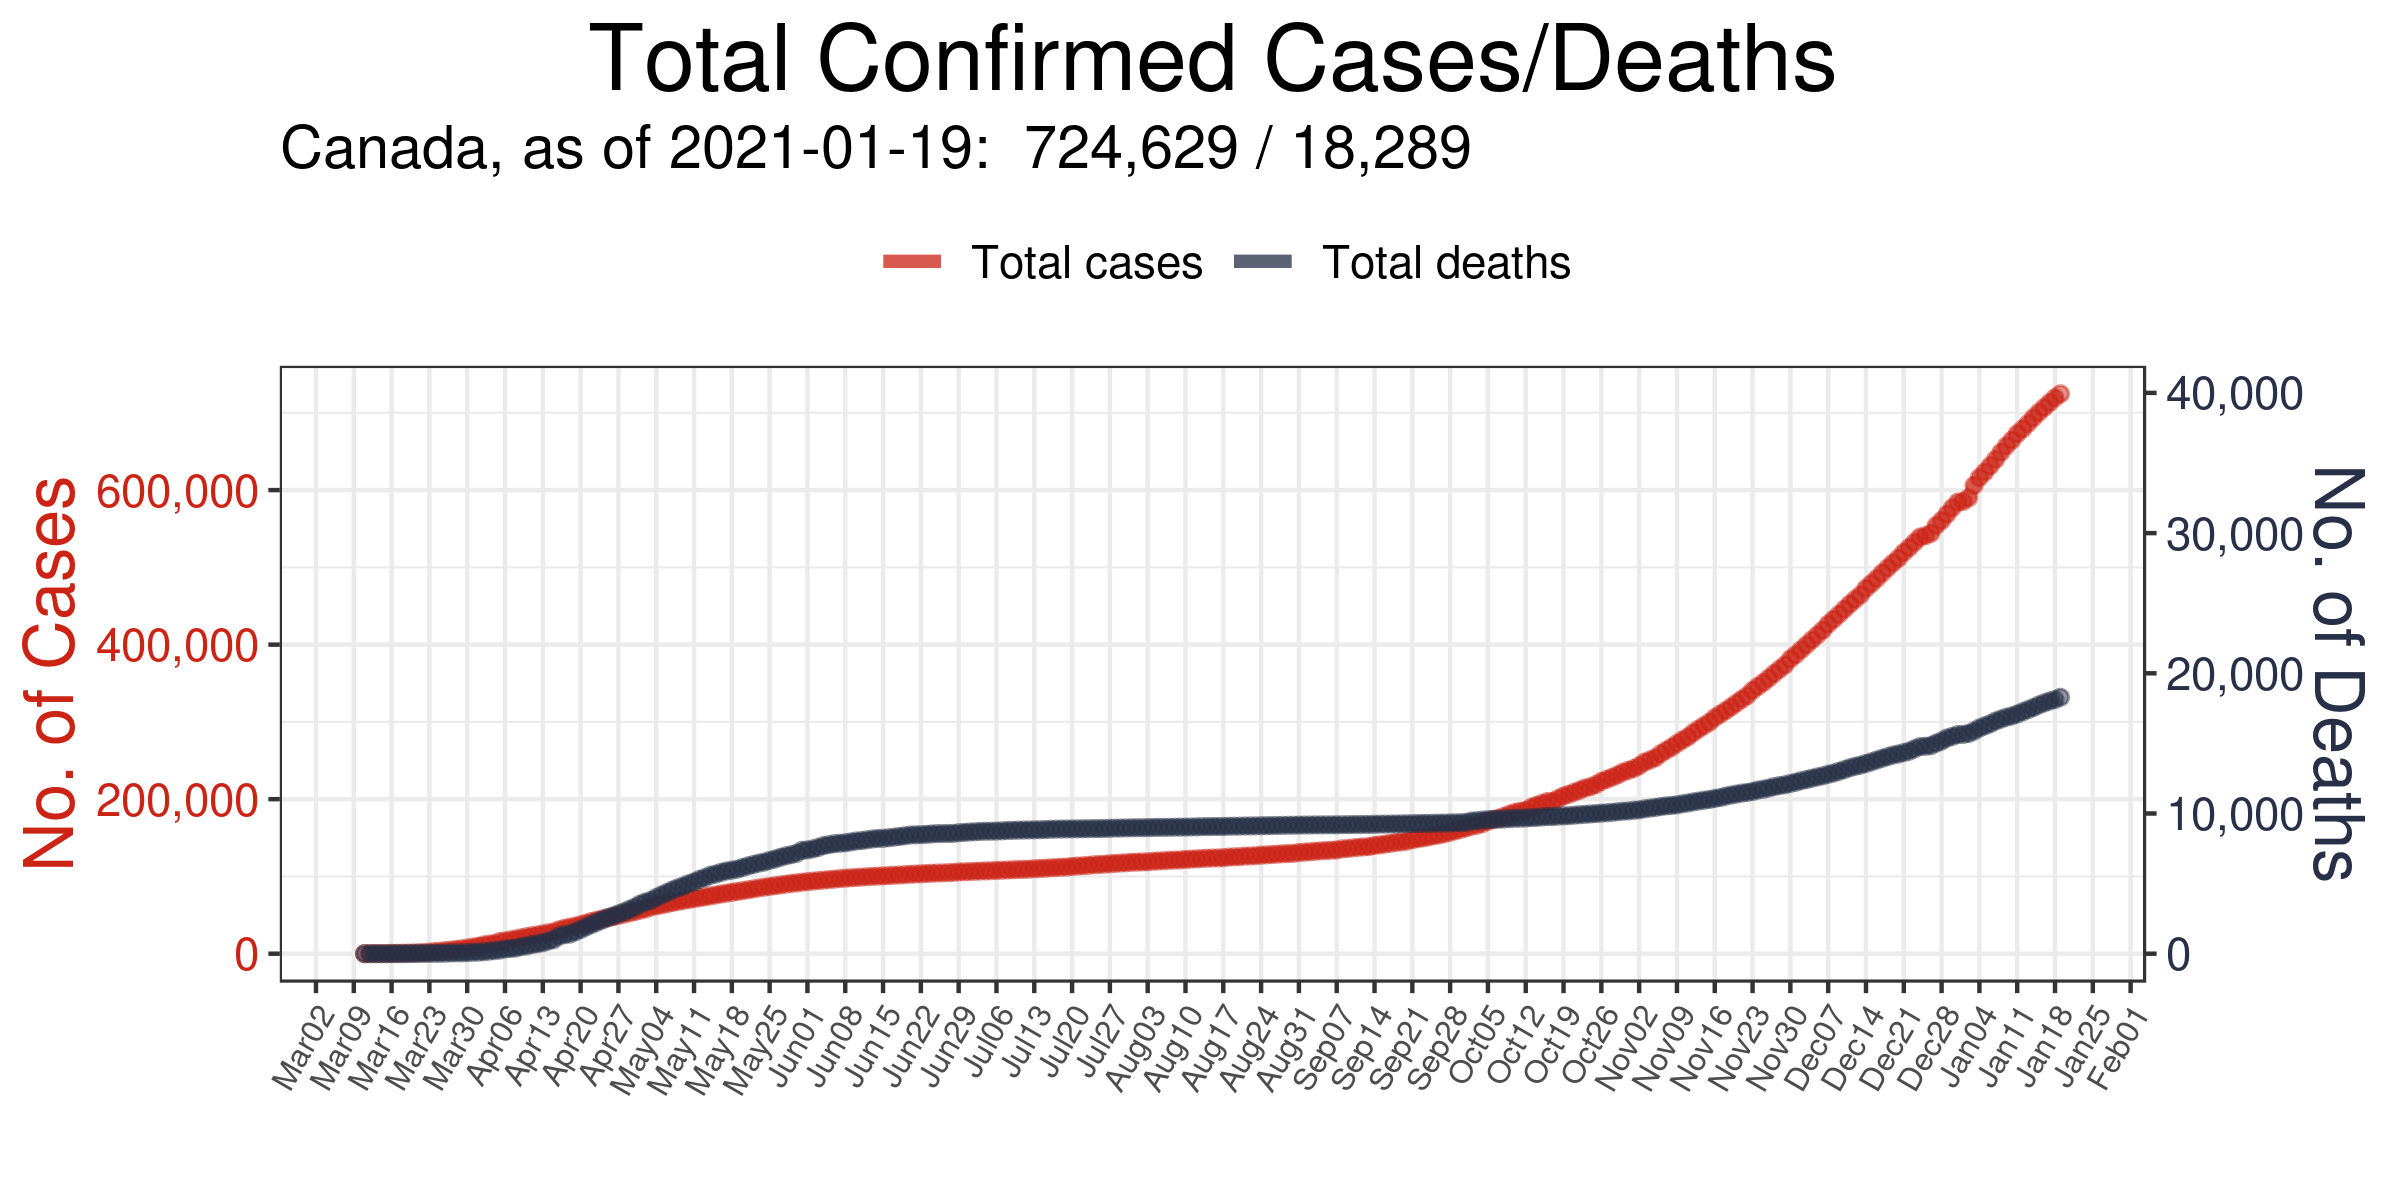 Total Confirmed Cases/Deaths
Canada, as of 2021-01-19:  724,629 / 18,289
Total cases
Total deaths
No. of Cases
600,000
400,000
200,000
0
40,000
30,000
20,000
10,000
0
No. of Deaths
Mar02
Mar09
Mar16
Mar23
Mar30
Apr06
Apr13
Apr20
Apr27
May04
May11
May18
May25
Jun01
Jun08
Jun15
Jun22
Jun29
Jul06
Jul13
Jul20
Jul27
Aug03
Aug10
Aug17
Aug24
Aug31
Sep07
Sep14
Sep21
Sep28
Oct05
Oct12
Oct19
Oct26
Nov02
Nov09
Nov16
Nov23
Nov30
Dec07
Dec14
Dec21
Dec28
Jan04
Jan11
Jan18
Jan25
Feb01